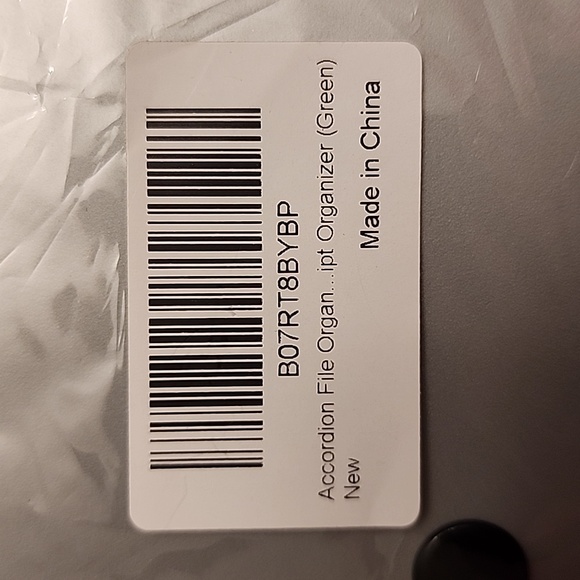 B07RT8BYBP
Accordion File Organ...ipt Organizer (Green)
New
Made in China